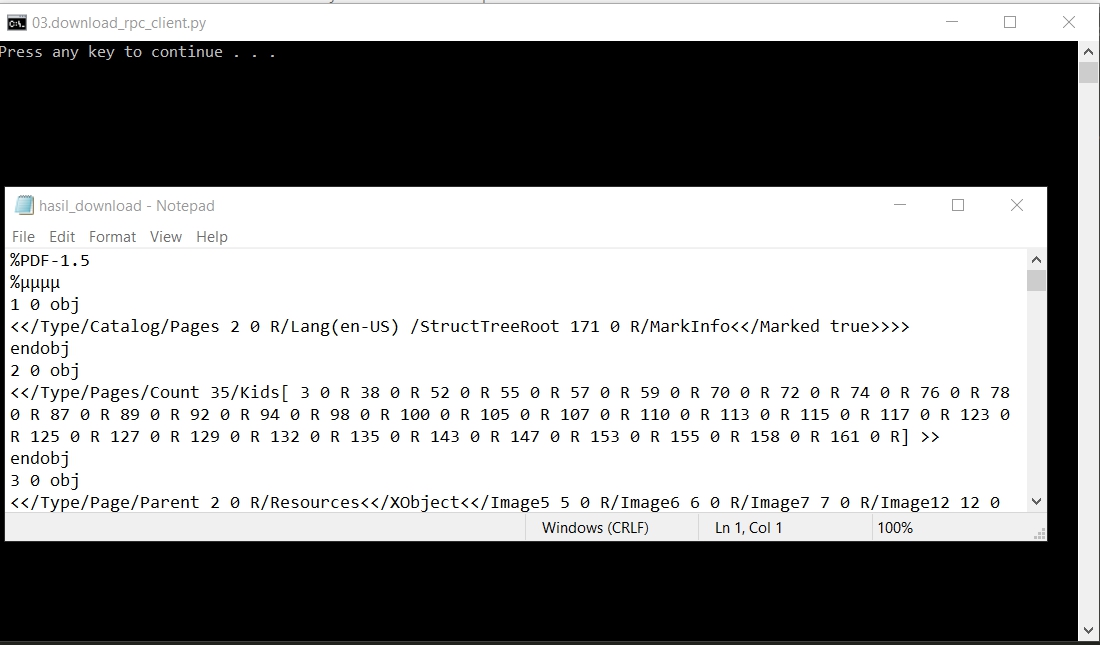 03.download_rpc_client.py
Press any key to continue . . .
hasil_download - Notepad
File Edit Format View Help
%PDF-1.5
%µµµµ
1 0 obj
<</Type/Catalog/Pages 2 0 R/Lang(en-US) /StructTreeRoot 171 0 R/MarkInfo<</Marked true>>>>
endobj
2 0 obj
<</Type/Pages/Count 35/Kids[ 3 0 R 38 0 R 52 0 R 55 0 R 57 0 R 59 0 R 70 0 R 72 0 R 74 0 R 76 0 R 78
0 R 87 0 R 89 0 R 92 0 R 94 0 R 98 0 R 100 0 R 105 0 R 107 0 R 110 0 R 113 0 R 115 0 R 117 0 R 123 0
R 125 0 R 127 0 R 129 0 R 132 0 R 135 0 R 143 0 R 147 0 R 153 0 R 155 0 R 158 0 R 161 0 R] >>
endobj
3 0 obj
<</Type/Page/Parent 2 0 R/Resources<</XObject<</Image5 5 0 R/Image6 6 0 R/Image7 7 0 R/Image12 12 0
Windows (CRLF) Ln 1, Col 1 100%